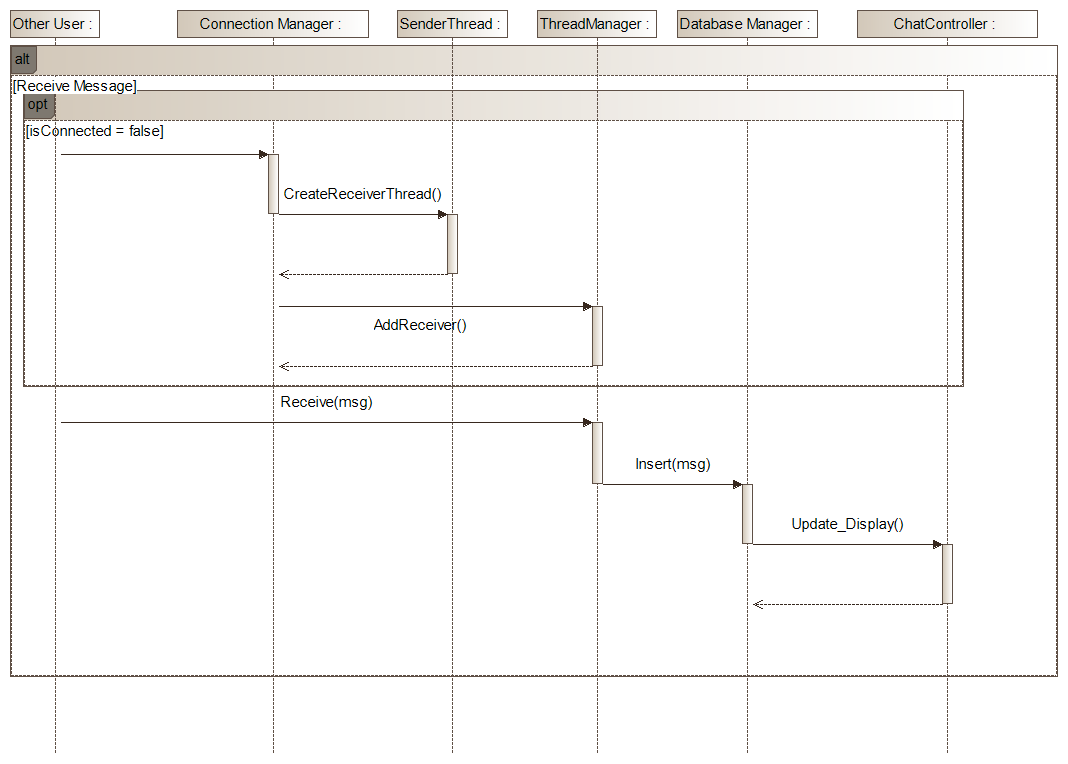 Other User :
Connection Manager :
SenderThread :
ThreadManager :
Database Manager :
ChatController :
alt
[Receive Message]
opt
[isConnected = false]
CreateReceiverThread()
AddReceiver()
Receive(msg)
Insert(msg)
Update_Display()